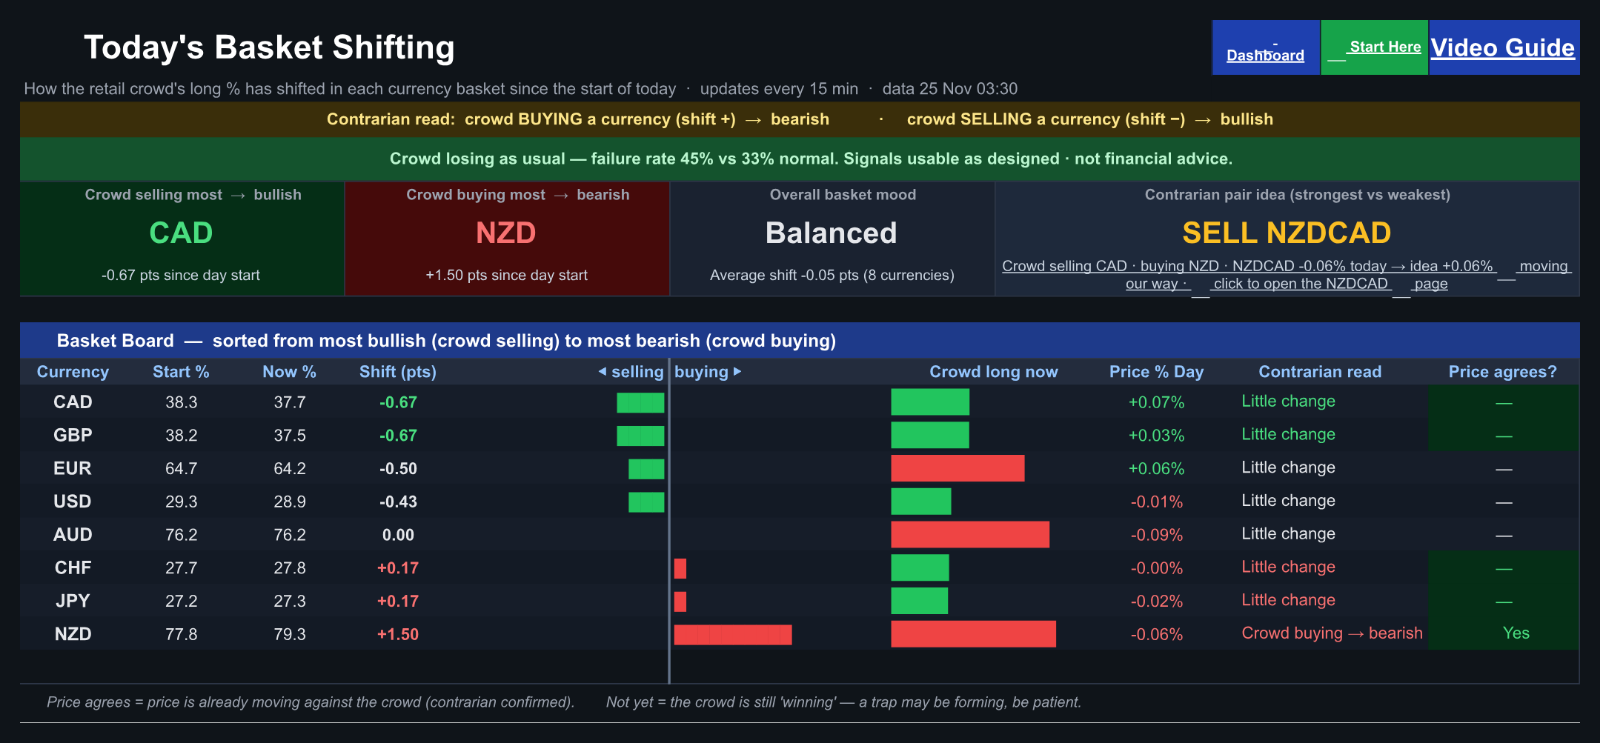 Today's Basket Shifting
Dashboard
Start Here
Video Guide
How the retail crowd's long % has shifted in each currency basket since the start of today · updates every 15 min · data 25 Nov 03:30
Contrarian read: crowd BUYING a currency (shift +) → bearish · crowd SELLING a currency (shift −) → bullish
Crowd losing as usual — failure rate 45% vs 33% normal. Signals usable as designed · not financial advice.
Crowd selling most → bullish
CAD
-0.67 pts since day start
Crowd buying most → bearish
NZD
+1.50 pts since day start
Overall basket mood
Balanced
Average shift -0.05 pts (8 currencies)
Contrarian pair idea (strongest vs weakest)
SELL NZDCAD
Crowd selling CAD · buying NZD · NZDCAD -0.06% today → idea +0.06% __ moving
our way · __ click to open the NZDCAD __ page
Basket Board — sorted from most bullish (crowd selling) to most bearish (crowd buying)
Currency Start % Now % Shift (pts) ◂ selling buying ▸ Crowd long now Price % Day Contrarian read Price agrees?
CAD 38.3 37.7 -0.67 +0.07% Little change —
GBP 38.2 37.5 -0.67 +0.03% Little change —
EUR 64.7 64.2 -0.50 +0.06% Little change —
USD 29.3 28.9 -0.43 -0.01% Little change —
AUD 76.2 76.2 0.00 -0.09% Little change —
CHF 27.7 27.8 +0.17 -0.00% Little change —
JPY 27.2 27.3 +0.17 -0.02% Little change —
NZD 77.8 79.3 +1.50 -0.06% Crowd buying → bearish Yes
Price agrees = price is already moving against the crowd (contrarian confirmed). Not yet = the crowd is still 'winning' — a trap may be forming, be patient.